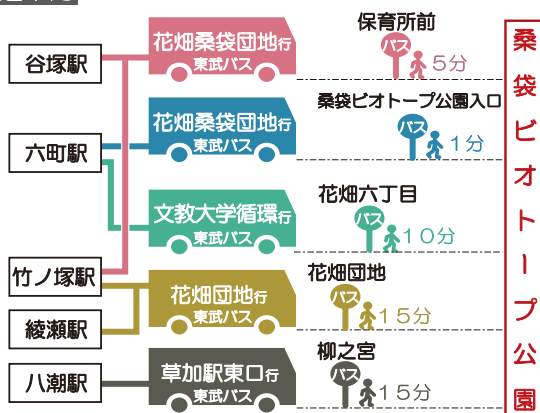 谷塚駅
六町駅
竹ノ塚駅
綾瀬駅
八潮駅
花畑桑袋団地行
東武バス
保育所前
バス
5分
花畑桑袋団地行
東武バス
桑袋ビオトープ公園入口
バス
1分
文教大学循環行
東武バス
花畑六丁目
バス
10分
花畑団地行
東武バス
花畑団地
バス
15分
草加駅東口行
東武バス
柳之宮
バス
15分
桑袋ビオトープ公園